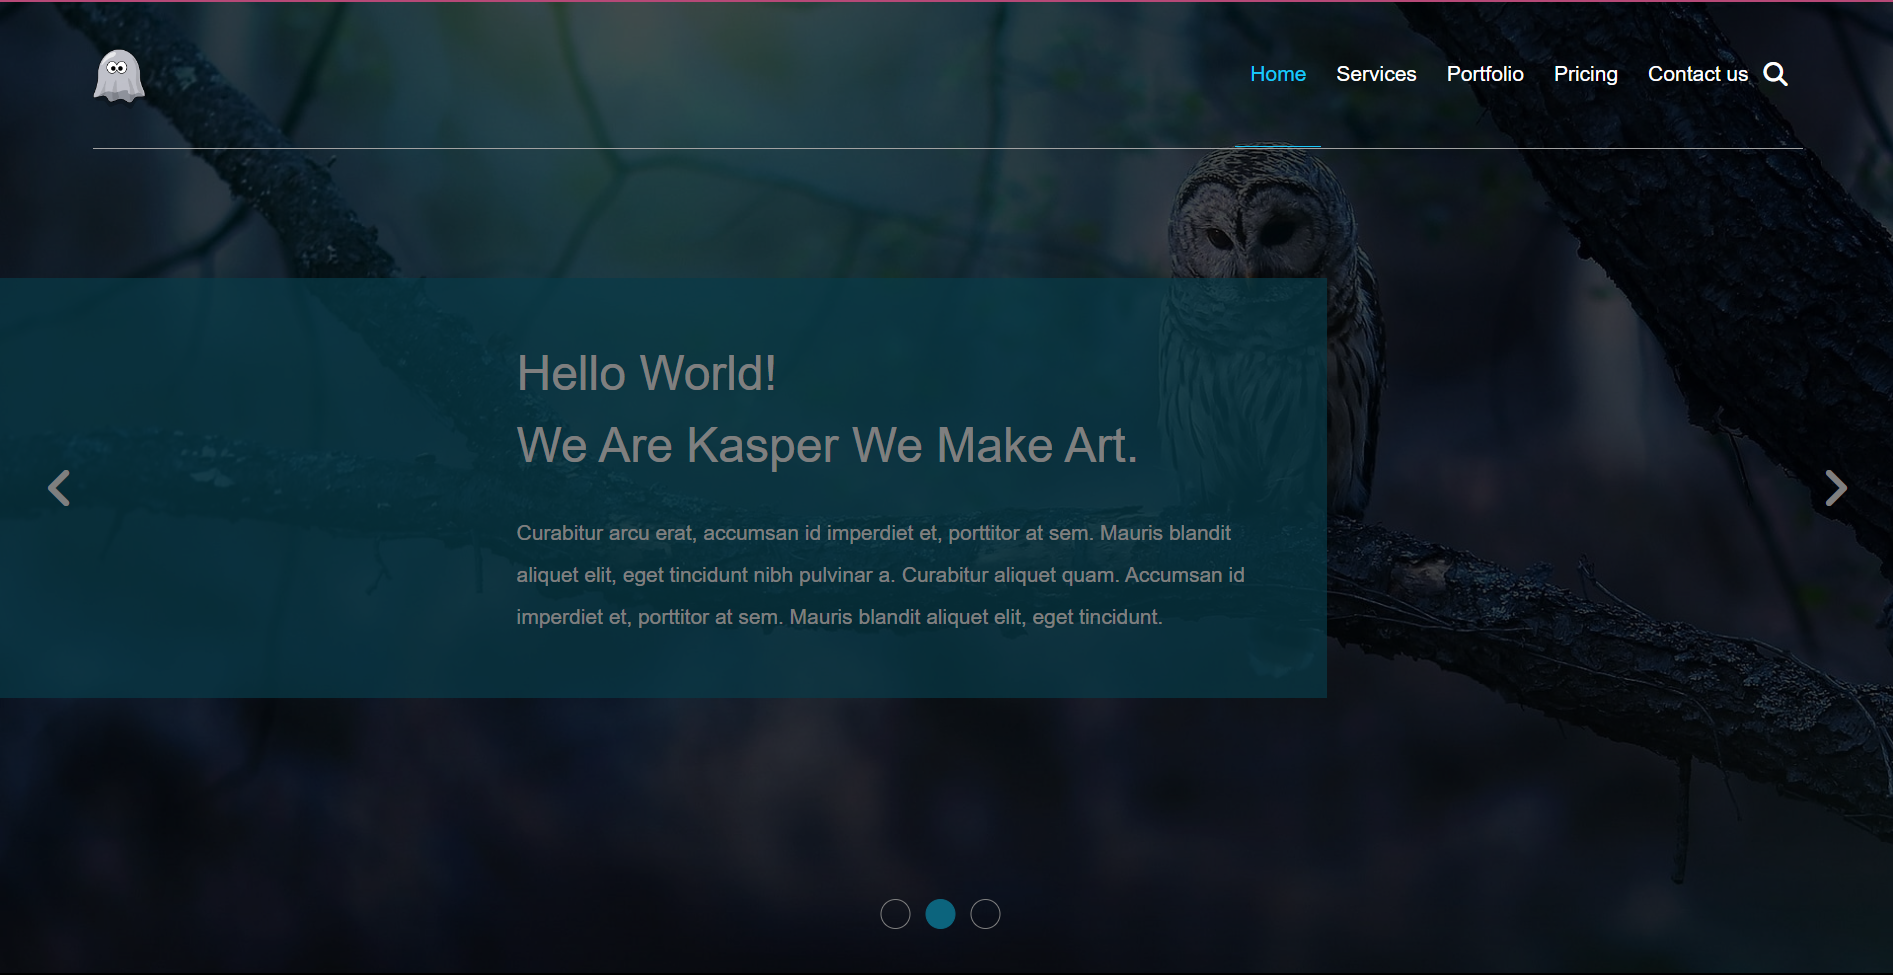 Home Services Portfolio Pricing Contact us
Hello World!
We Are Kasper We Make Art.
Curabitur arcu erat, accumsan id imperdiet et, porttitor at sem. Mauris blandit
aliquet elit, eget tincidunt nibh pulvinar a. Curabitur aliquet quam. Accumsan id
imperdiet et, porttitor at sem. Mauris blandit aliquet elit, eget tincidunt.